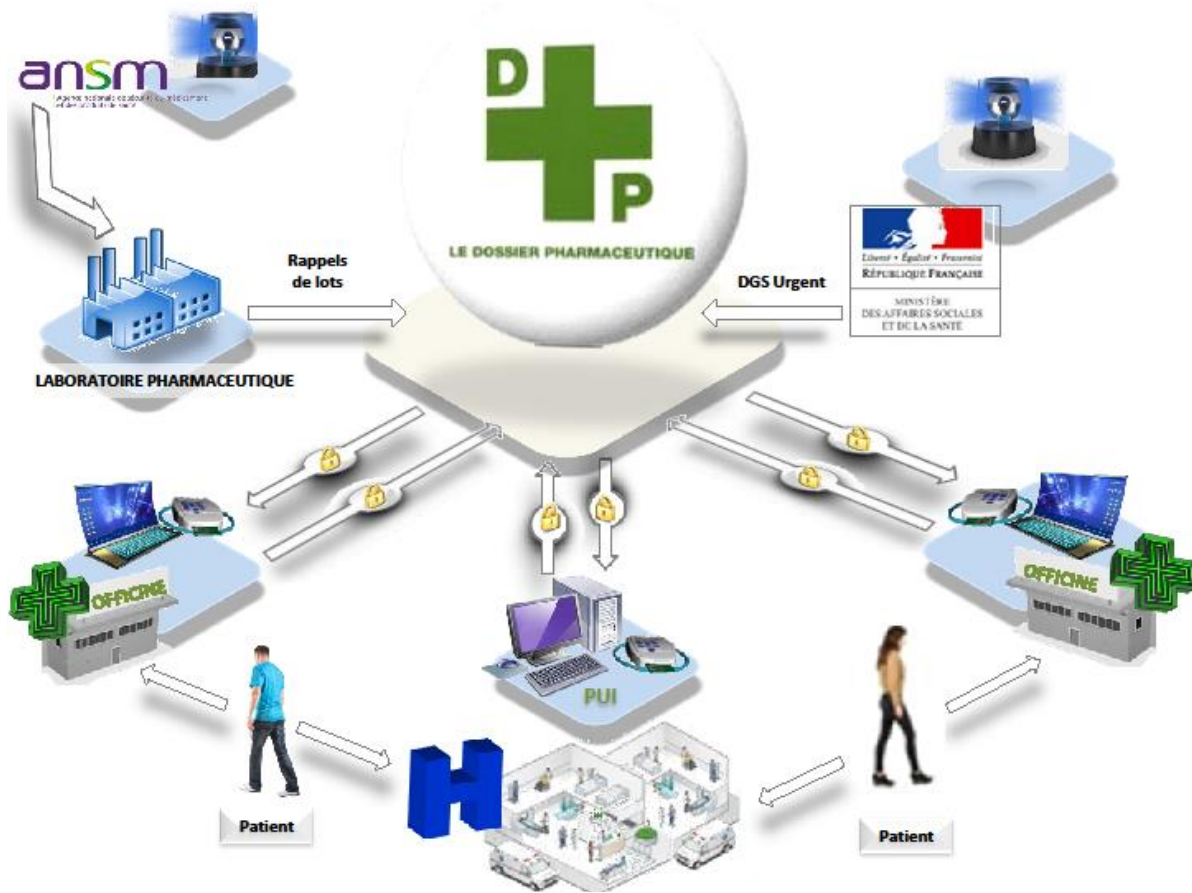 ansm
D
P
LE DOSSIER PHARMACEUTIQUE
Liberté • Égalité • Fraternité
RÉPUBLIQUE FRANÇAISE
MINISTÈRE
DES AFFAIRES SOCIALES
ET DE LA SANTÉ
Rappels
de lots
DGS Urgent
LABORATOIRE PHARMACEUTIQUE
OFFICINE
OFFICINE
PUI
H
Patient
Patient